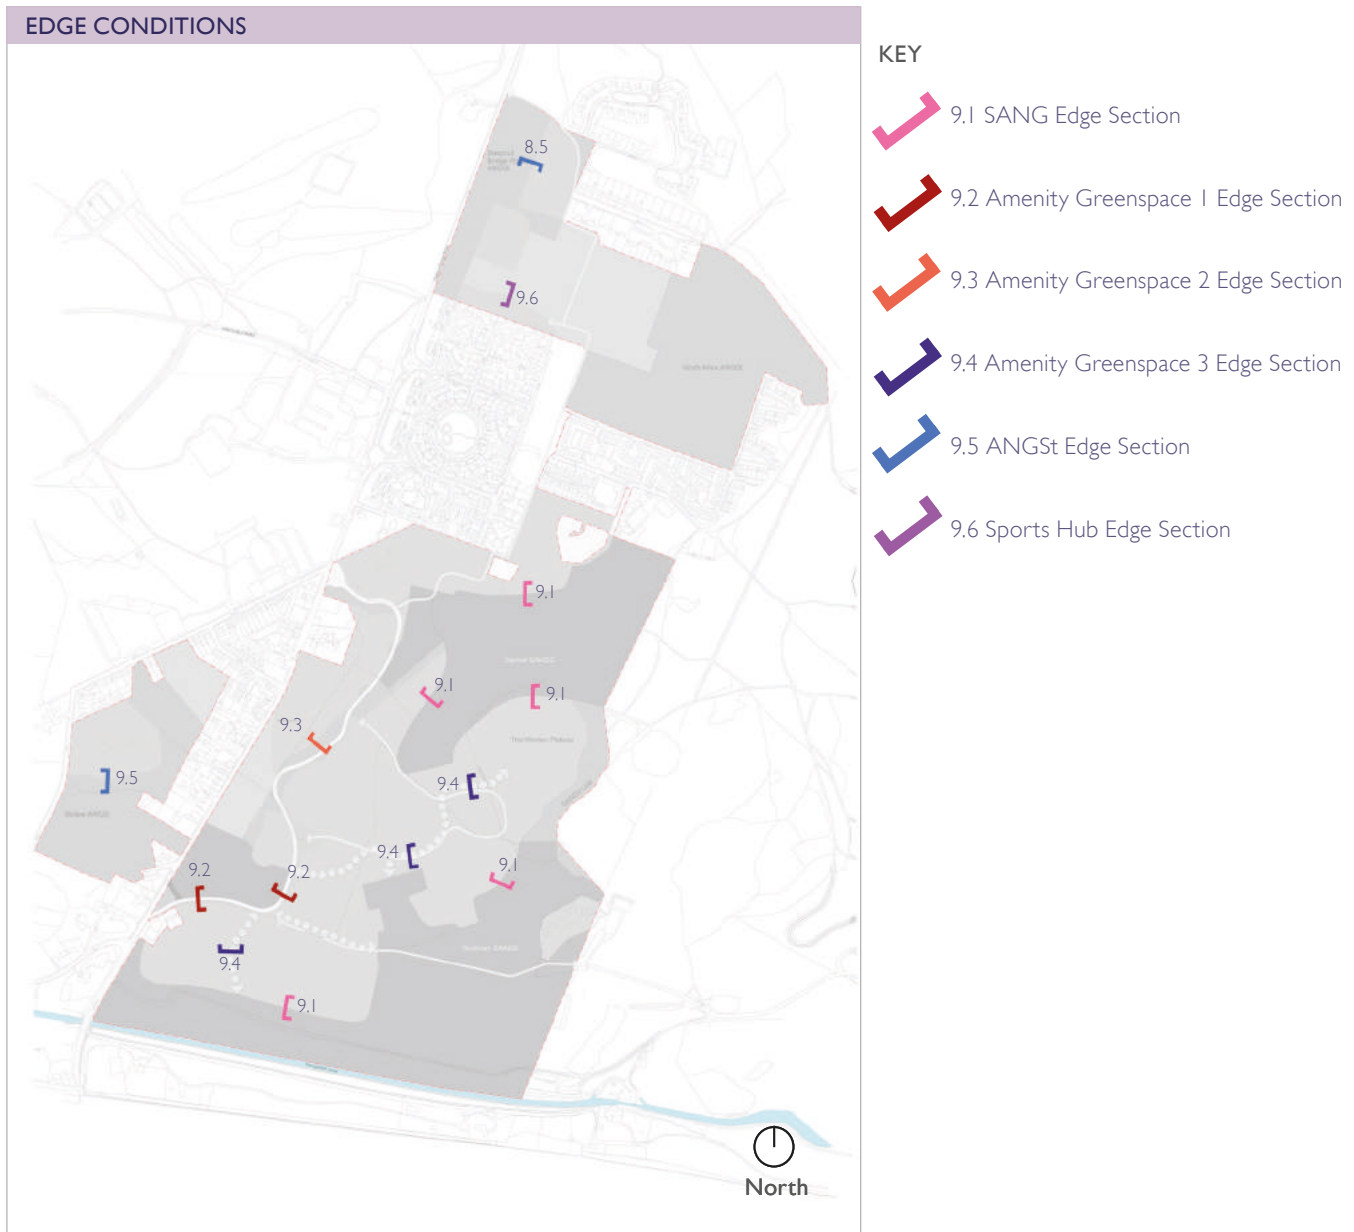 EDGE CONDITIONS
KEY
9.1 SANG Edge Section
9.2 Amenity Greenspace 1 Edge Section
9.3 Amenity Greenspace 2 Edge Section
9.4 Amenity Greenspace 3 Edge Section
9.5 ANGSt Edge Section
9.6 Sports Hub Edge Section
8.5
9.6
9.1
9.1
9.1
9.3
9.5
9.4
9.4
9.1
9.2
9.2
9.4
9.1
North